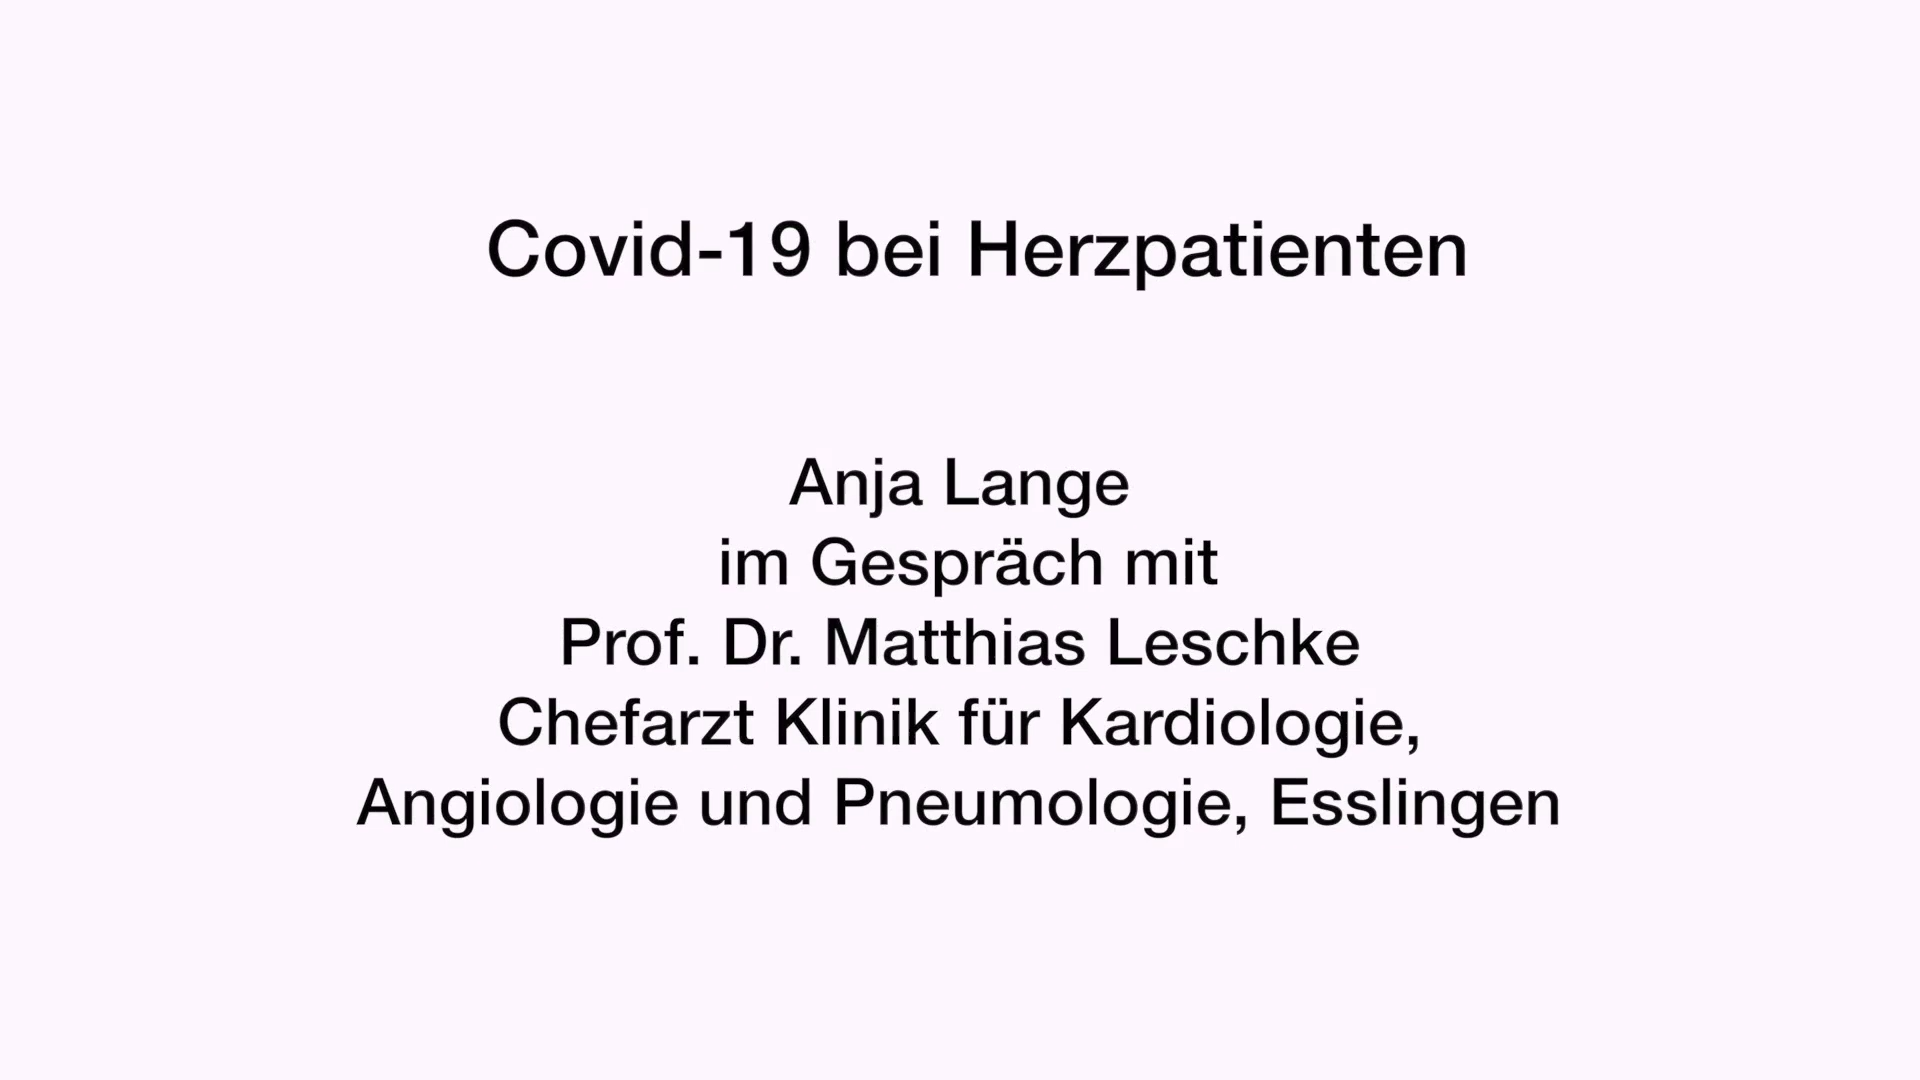 Covid-19 bei Herzpatienten
Anja Lange
im Gespräch mit
Prof. Dr. Matthias Leschke
Chefarzt Klinik für Kardiologie,
Angiologie und Pneumologie, Esslingen